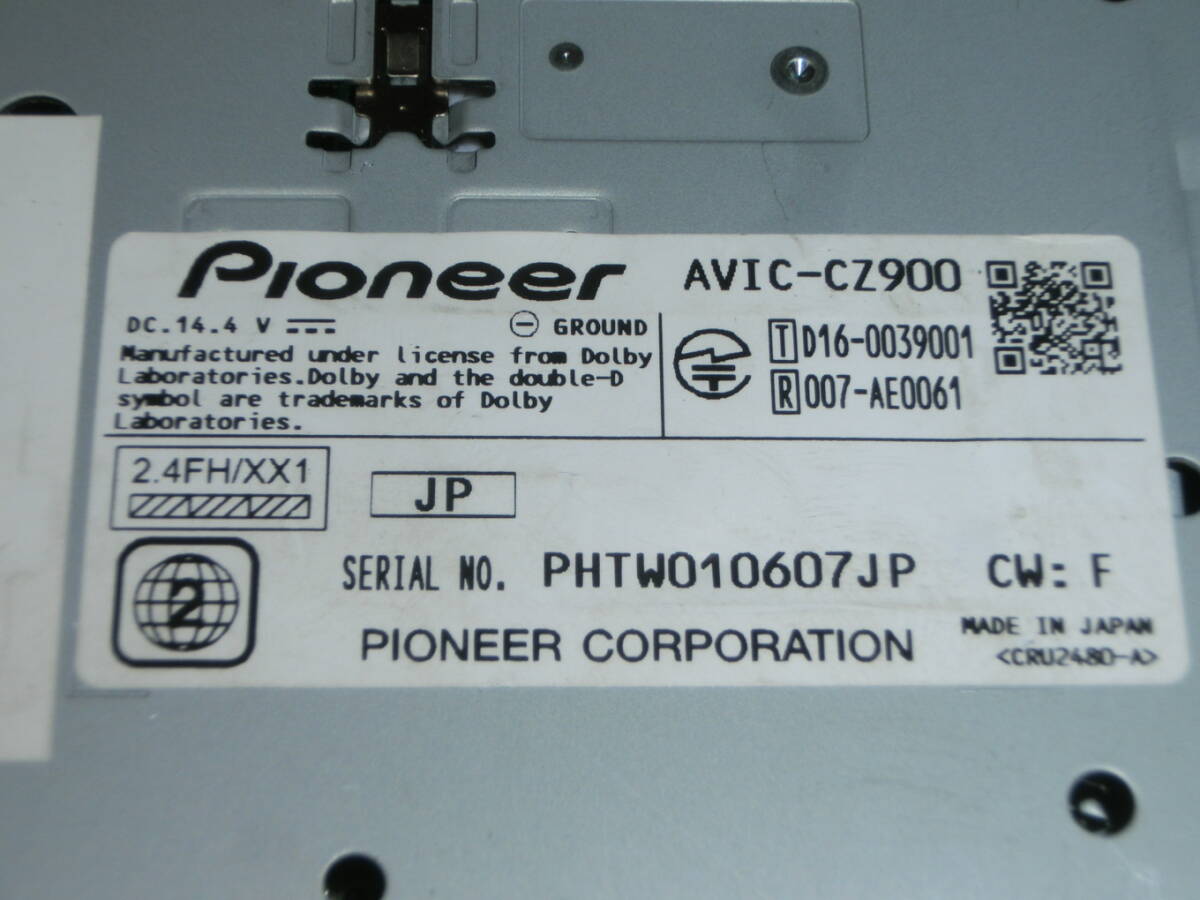 Pioneer AVIC-CZ900
DC.14.4 V ⊖ GROUND
Manufactured under license from Dolby
Laboratories.Dolby and the double-D
symbol are trademarks of Dolby
Laboratories.
T D16-0039001
R 007-AE0061
2.4FH/XX1
JP
2
SERIAL NO. PHTW010607JP CW: F
PIONEER CORPORATION
MADE IN JAPAN
<CRU2480-A>